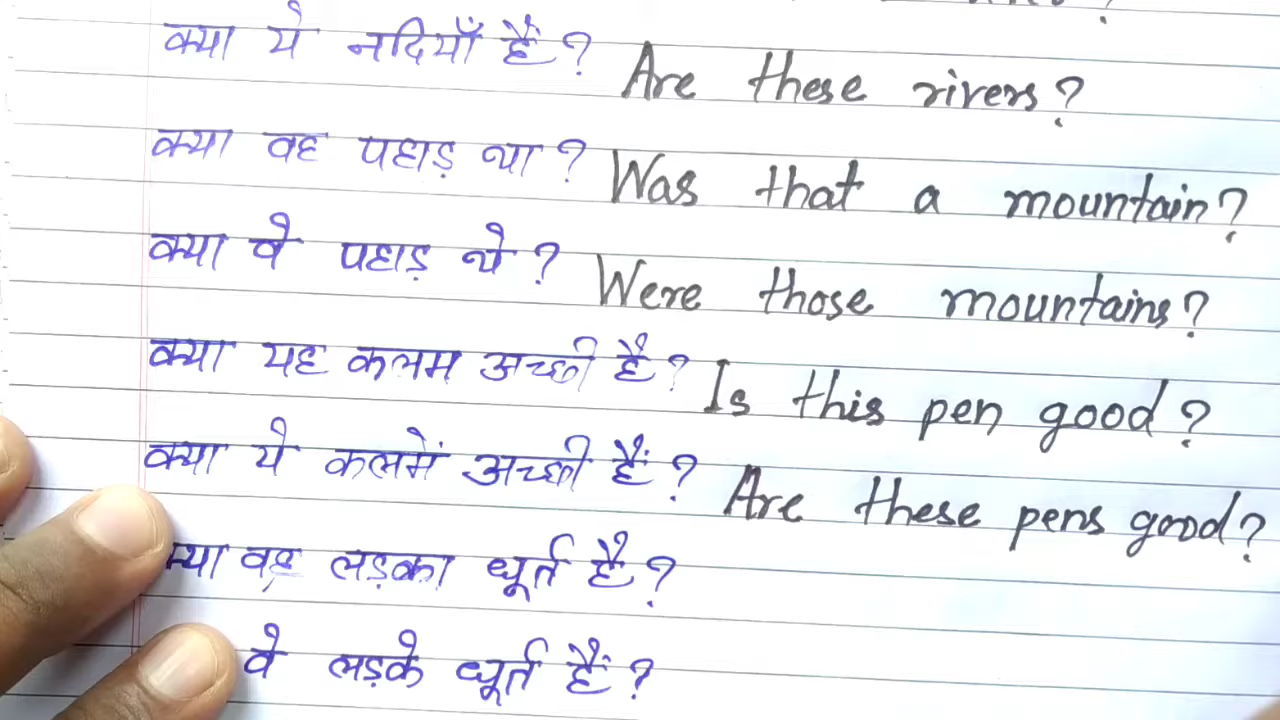 क्या ये नदियाँ हैं? Are these rivers?
क्या वह पहाड़ था? Was that a mountain?
क्या वे पहाड़ थे? Were those mountains?
क्या यह कलम अच्छी है? Is this pen good?
क्या ये कलमें अच्छी हैं? Are these pens good?
क्या वह लड़का धूर्त है?
वे लड़के धूर्त हैं?